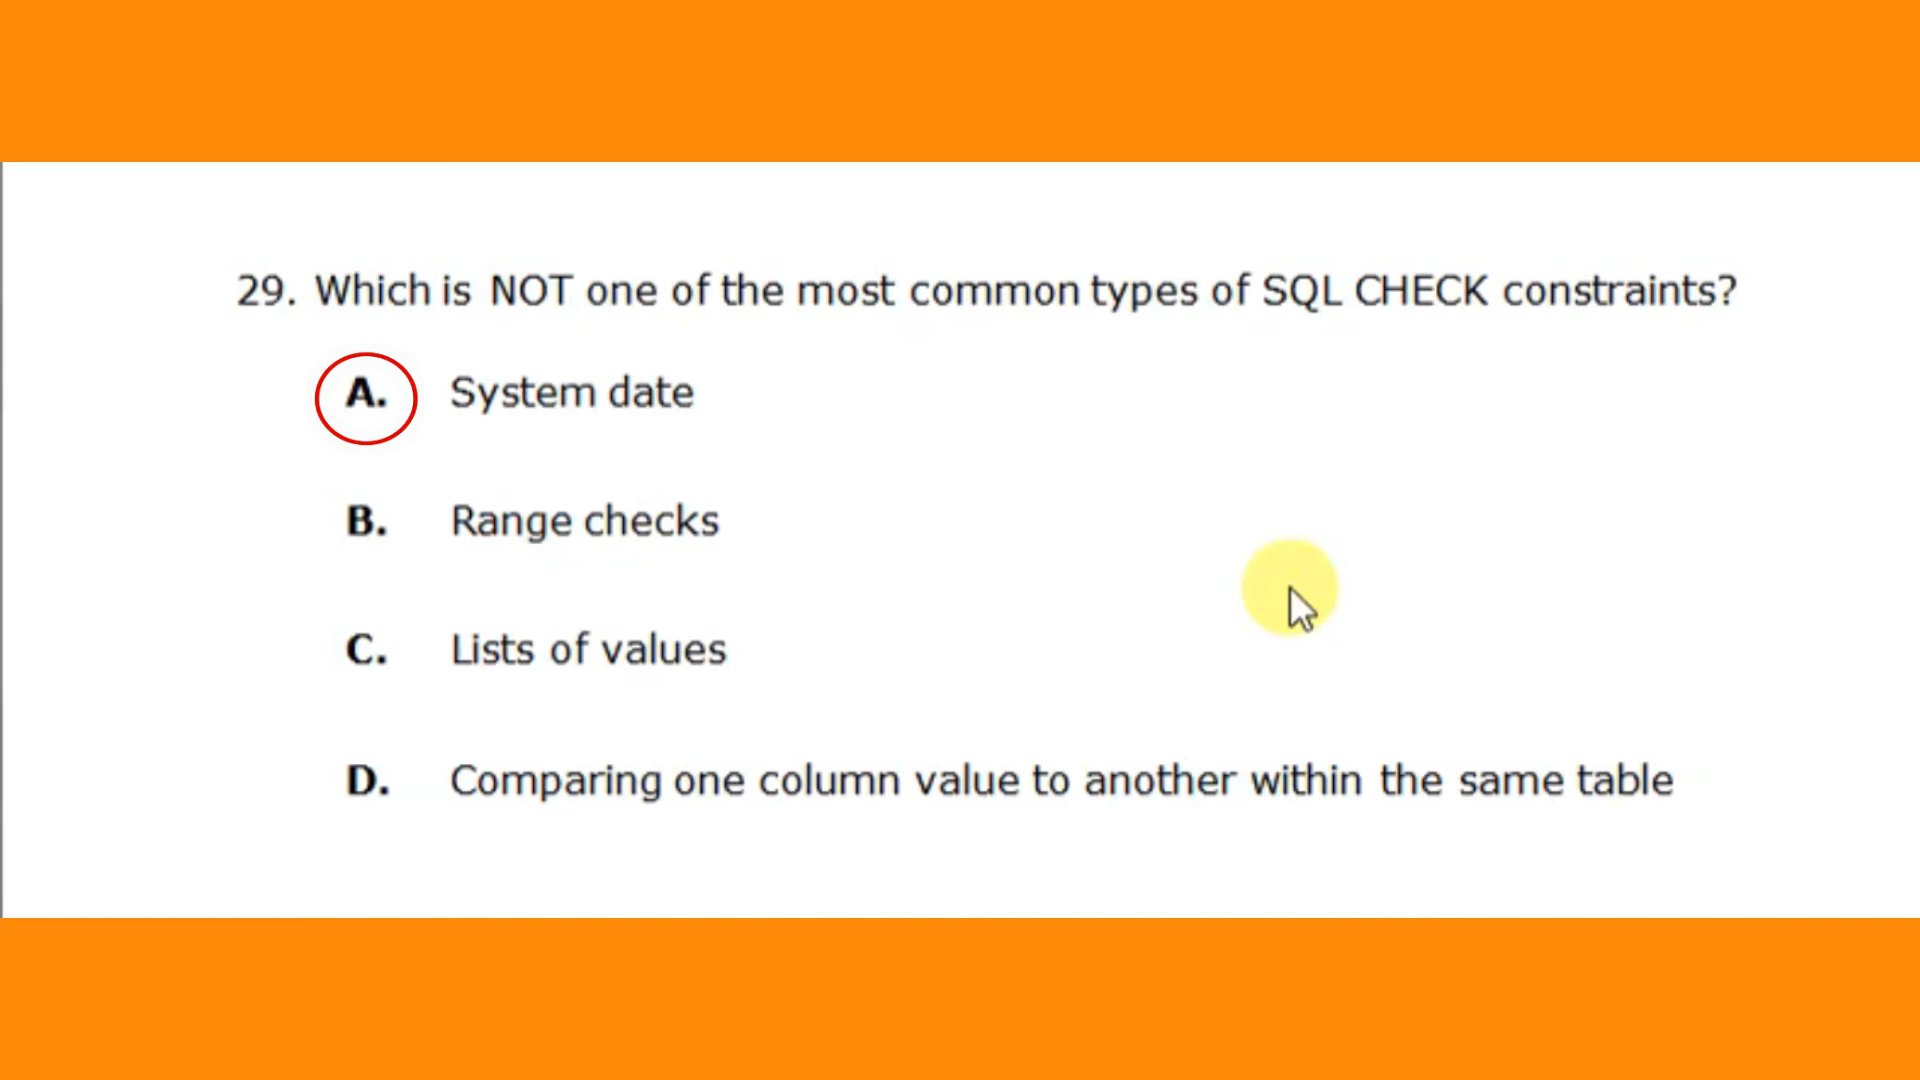 29. Which is NOT one of the most common types of SQL CHECK constraints?
A. System date
B. Range checks
C. Lists of values
D. Comparing one column value to another within the same table